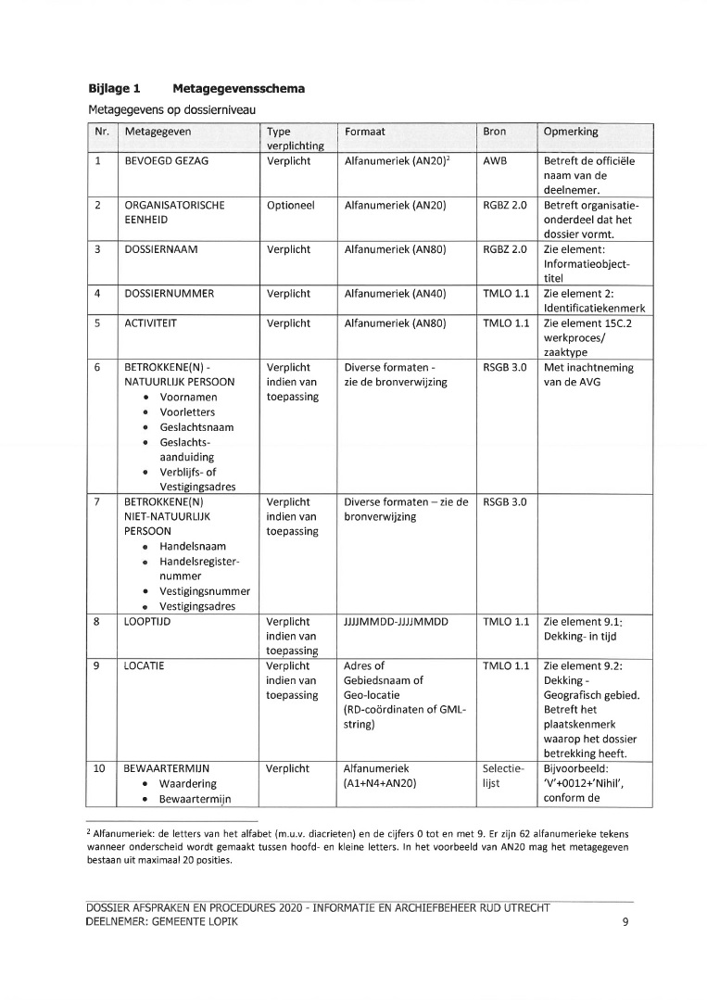 Bijlage 1 Metagegevensschema
Metagegevens op dossierniveau
Nr. Metagegeven Type verplichting Formaat Bron Opmerking
1 BEVOEGD GEZAG Verplicht Alfanumeriek (AN20)² AWB Betreft de officiële
naam van de
deelnemer.
2 ORGANISATORISCHE
EENHEID Optioneel Alfanumeriek (AN20) RGBZ 2.0 Betreft organisatie-
onderdeel dat het
dossier vormt.
3 DOSSIERNAAM Verplicht Alfanumeriek (AN80) RGBZ 2.0 Zie element:
Informatieobject-
titel
4 DOSSIERNUMMER Verplicht Alfanumeriek (AN40) TMLO 1.1 Zie element 2:
Identificatiekenmerk
5 ACTIVITEIT Verplicht Alfanumeriek (AN80) TMLO 1.1 Zie element 15C.2
werkproces/
zaaktype
6 BETROKKENE(N) -
NATUURLIJK PERSOON
• Voornamen
• Voorletters
• Geslachtsnaam
• Geslachts-
aanduiding
• Verblijfs- of
Vestigingsadres
Verplicht
indien van
toepassing
Diverse formaten -
zie de bronverwijzing
RSGB 3.0
Met inachtneming
van de AVG
7 BETROKKENE(N)
NIET-NATUURLIJK
PERSOON
• Handelsnaam
• Handelsregister-
nummer
• Vestigingsnummer
• Vestigingsadres
Verplicht
indien van
toepassing
Diverse formaten – zie de
bronverwijzing
RSGB 3.0
8 LOOPTIJD
Verplicht
indien van
toepassing
JJJJMMDD-JJJJMMDD
TMLO 1.1
Zie element 9.1:
Dekking- in tijd
9 LOCATIE
Verplicht
indien van
toepassing
Adres of
Gebiedsnaam of
Geo-locatie
(RD-coördinaten of GML-
string)
TMLO 1.1
Zie element 9.2:
Dekking -
Geografisch gebied.
Betreft het
plaatskenmerk
waarop het dossier
betrekking heeft.
10 BEWAARTERMIJN
• Waardering
• Bewaartermijn
Verplicht
Alfanumeriek
(A1+N4+AN20)
Selectie-
lijst
Bijvoorbeeld:
'V'+0012+'Nihil',
conform de
² Alfanumeriek: de letters van het alfabet (m.u.v. diacrieten) en de cijfers 0 tot en met 9. Er zijn 62 alfanumerieke tekens
wanneer onderscheid wordt gemaakt tussen hoofd- en kleine letters. In het voorbeeld van AN20 mag het metagegeven
bestaan uit maximaal 20 posities.
DOSSIER AFSPRAKEN EN PROCEDURES 2020 - INFORMATIE EN ARCHIEFBEHEER RUD UTRECHT
DEELNEMER: GEMEENTE LOPIK 9